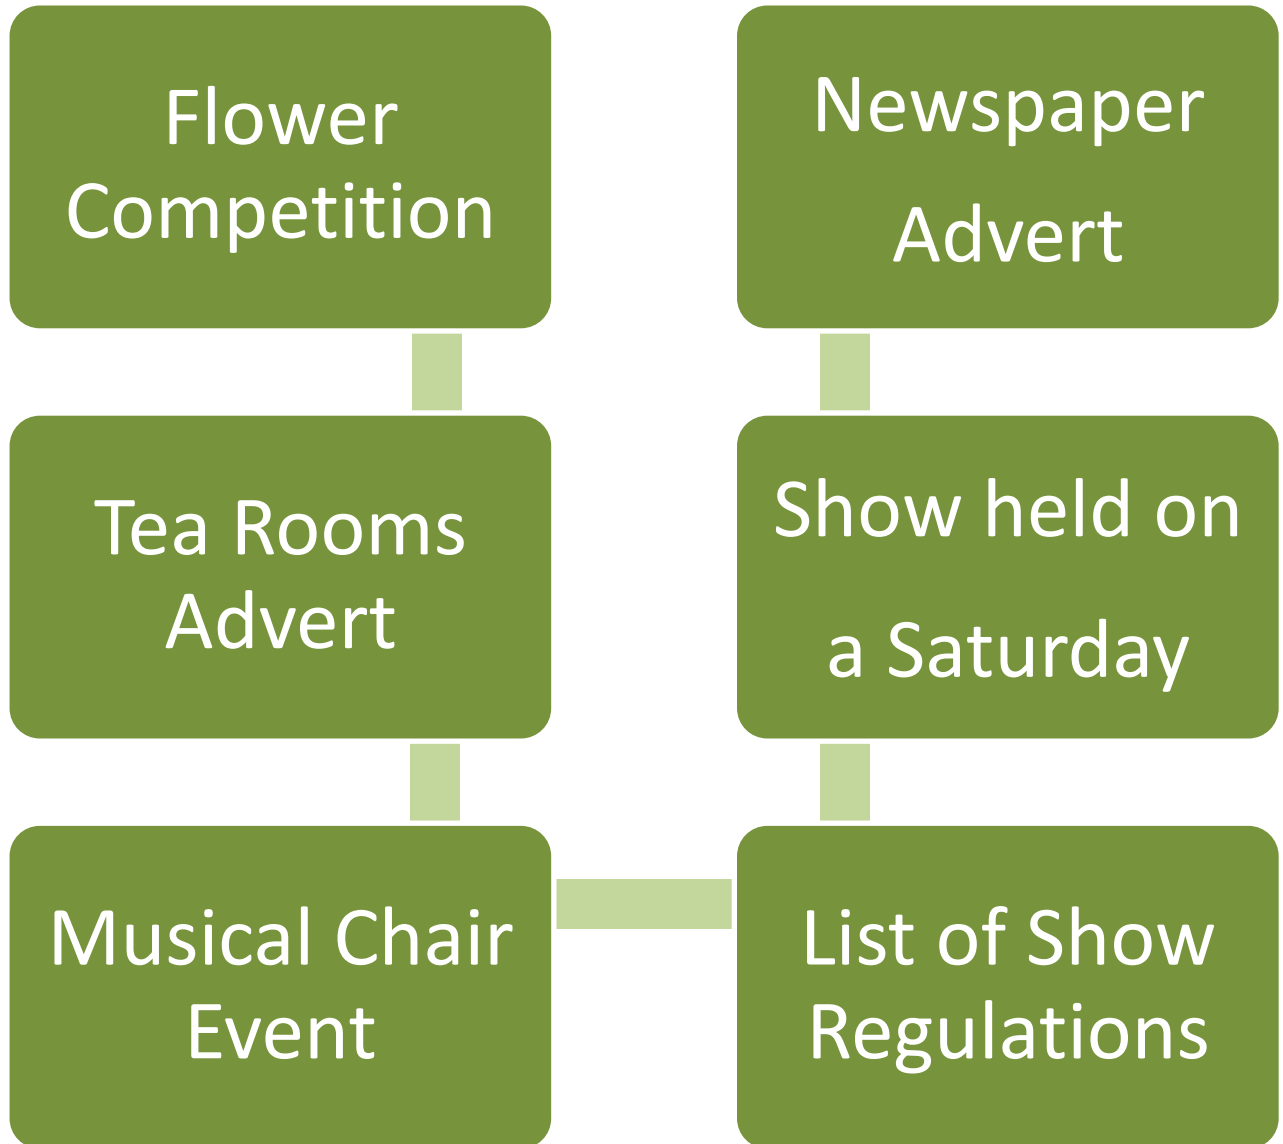 Flower
Competition
Tea Rooms
Advert
Musical Chair
Event
List of Show
Regulations
Show held on
a Saturday
Newspaper
Advert